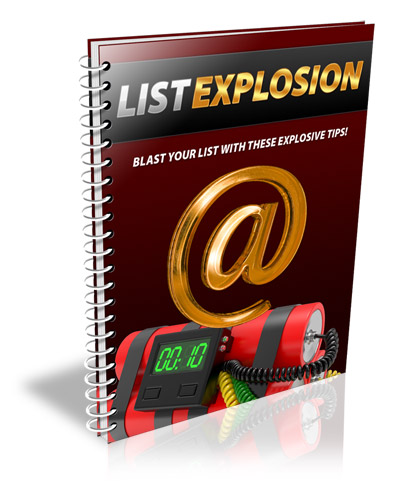 LIST EXPLOSION
BLAST YOUR LIST WITH THESE EXPLOSIVE TIPS!
@
00:10